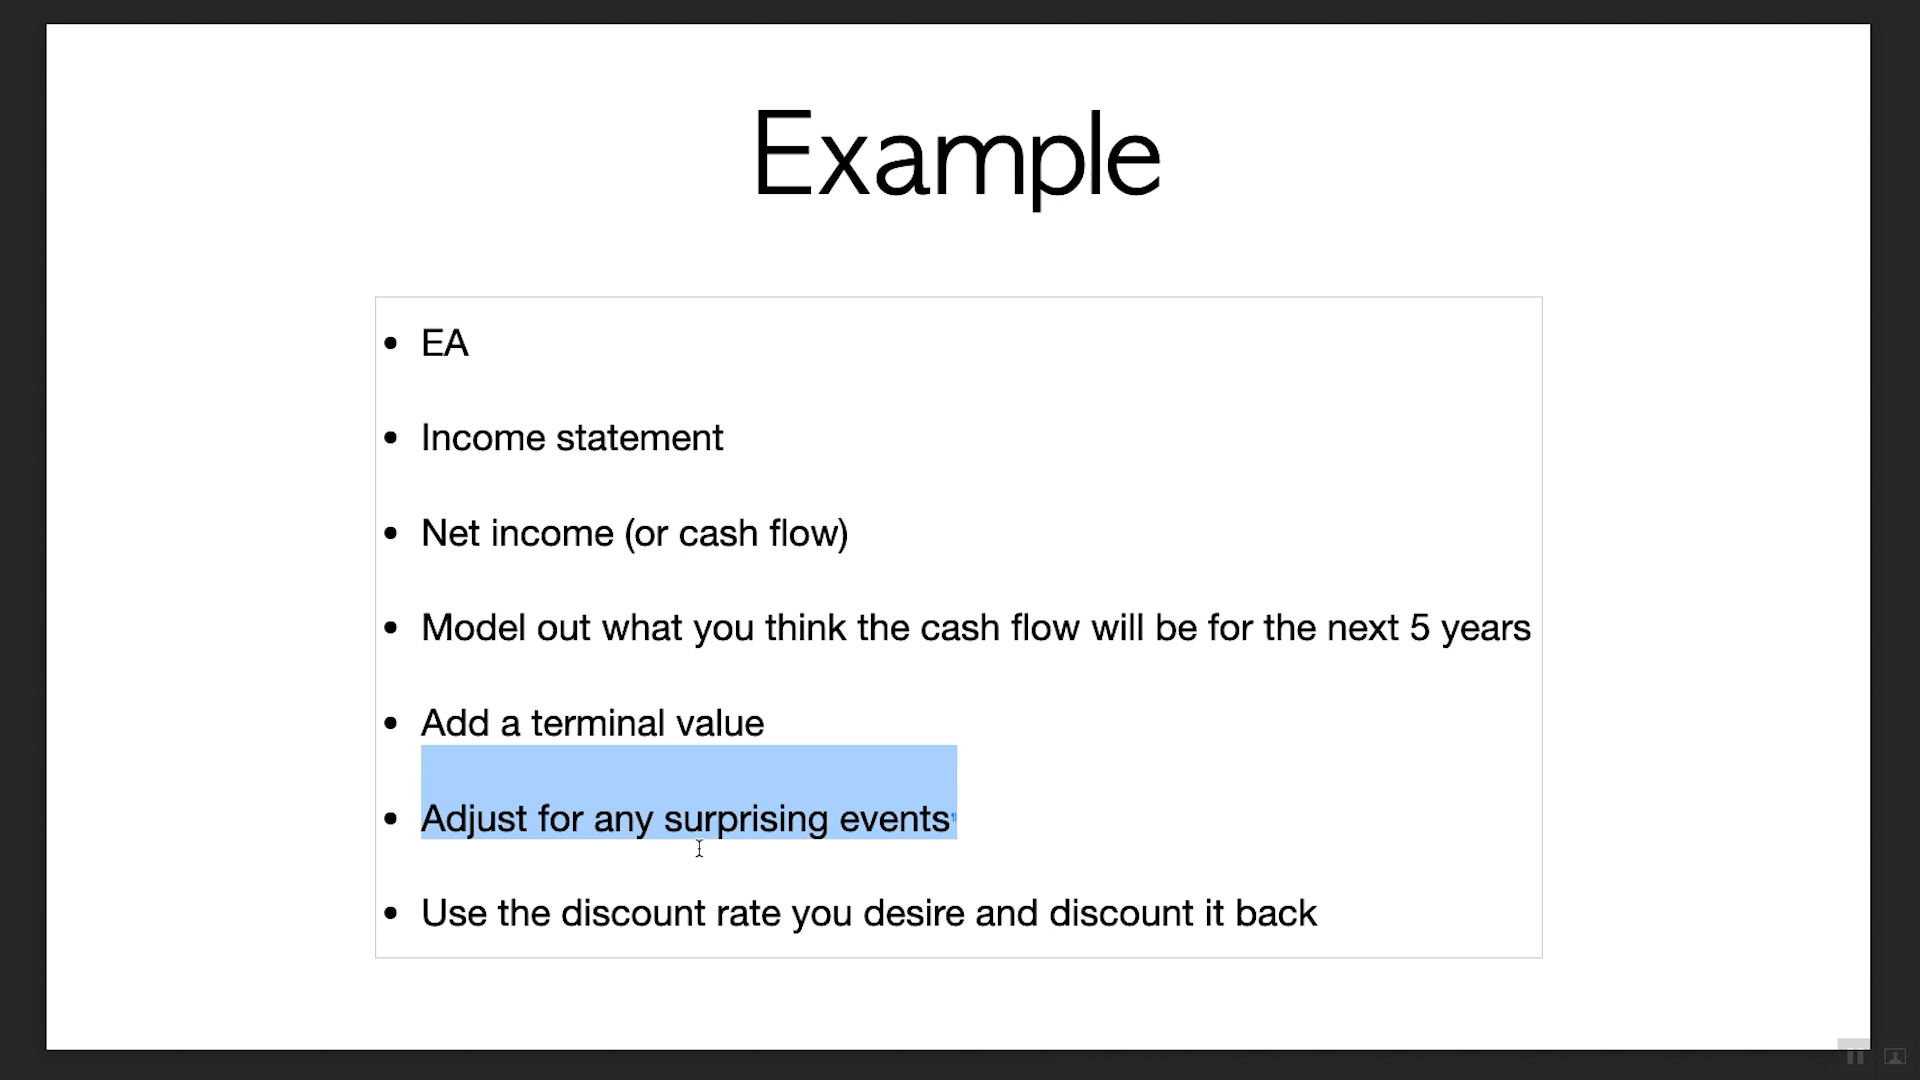 Example
• EA
• Income statement
• Net income (or cash flow)
• Model out what you think the cash flow will be for the next 5 years
• Add a terminal value
• Adjust for any surprising events
• Use the discount rate you desire and discount it back